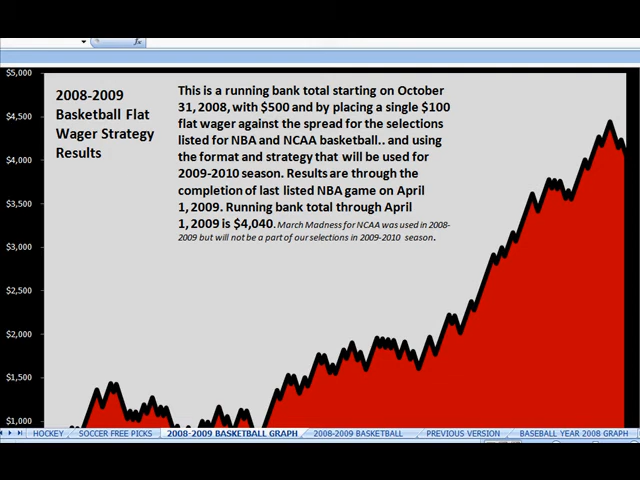 fx
$5,000
$4,500
$4,000
$3,500
$3,000
$2,500
$2,000
$1,500
$1,000
2008-2009
Basketball Flat
Wager Strategy
Results
This is a running bank total starting on October
31, 2008, with $500 and by placing a single $100
flat wager against the spread for the selections
listed for NBA and NCAA basketball.. and using
the format and strategy that will be used for
2009-2010 season. Results are through the
completion of last listed NBA game on April
1, 2009. Running bank total through April
1, 2009 is $4,040. March Madness for NCAA was used in 2008-
2009 but will not be a part of our selections in 2009-2010 season.
HOCKEY SOCCER FREE PICKS 2008-2009 BASKETBALL GRAPH 2008-2009 BASKETBALL PREVIOUS VERSION BASEBALL YEAR 2008 GRAPH